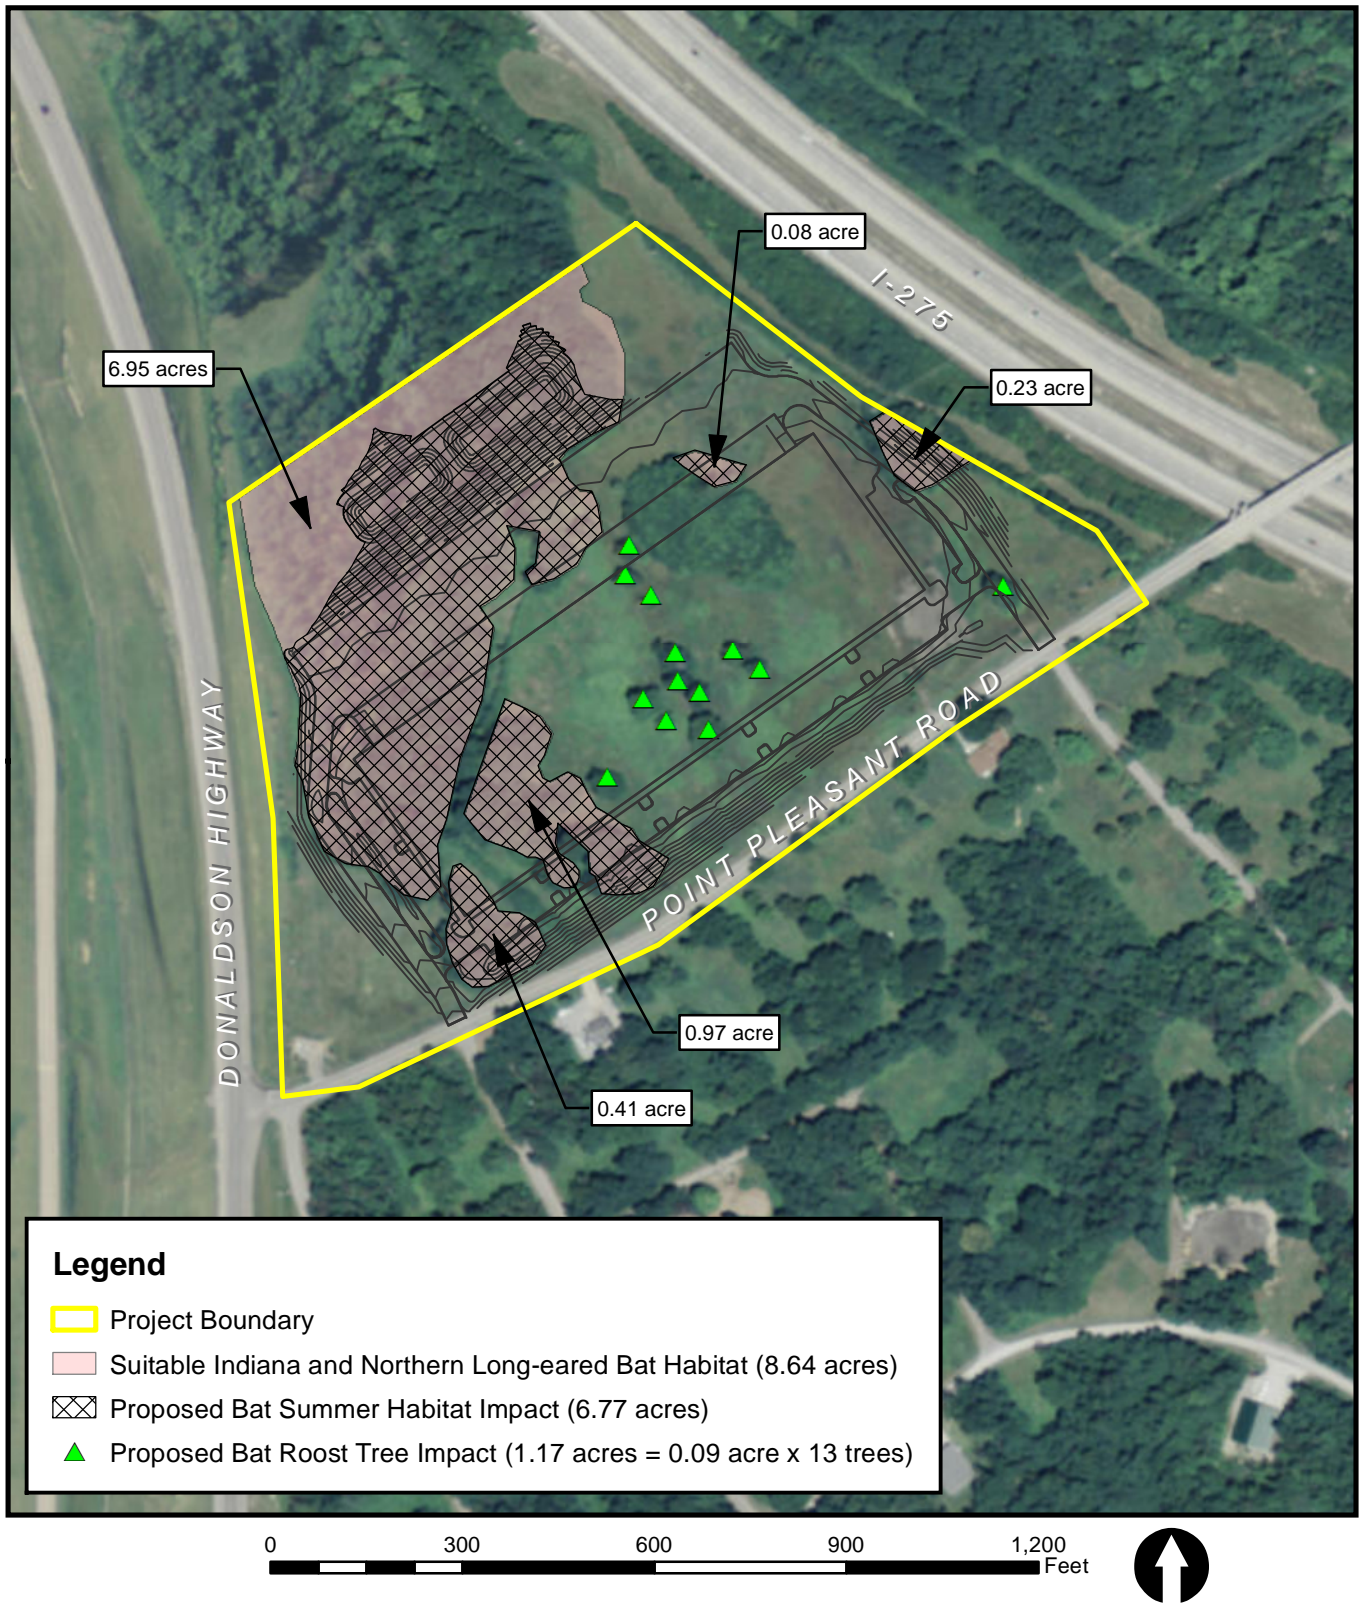 0.08 acre
I-275
6.95 acres
0.23 acre
DONALDSON HIGHWAY
POINT PLEASANT ROAD
0.97 acre
0.41 acre
Legend
Project Boundary
Suitable Indiana and Northern Long-eared Bat Habitat (8.64 acres)
Proposed Bat Summer Habitat Impact (6.77 acres)
Proposed Bat Roost Tree Impact (1.17 acres = 0.09 acre x 13 trees)
0 300 600 900 1,200
Feet